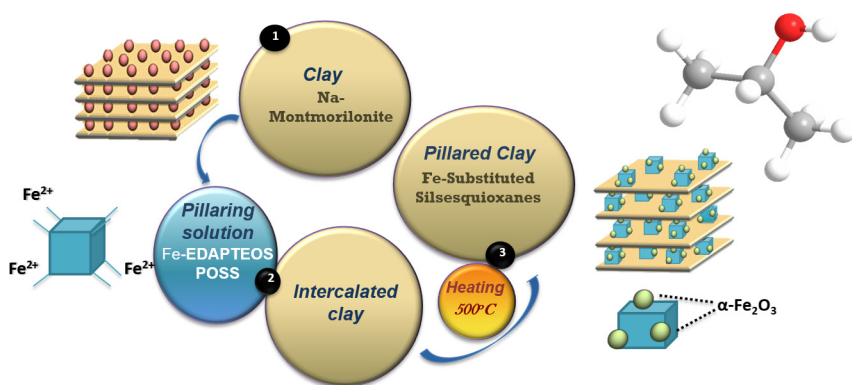 1
Clay
Na-
Montmorilonite
Pillared Clay
Fe-Substituted
Silsesquioxanes
Fe²⁺
Fe²⁺
Fe²⁺
Pillaring
solution
Fe-EDAPTEOS
POSS
2
Intercalated
clay
3
Heating
500°C
α-Fe₂O₃